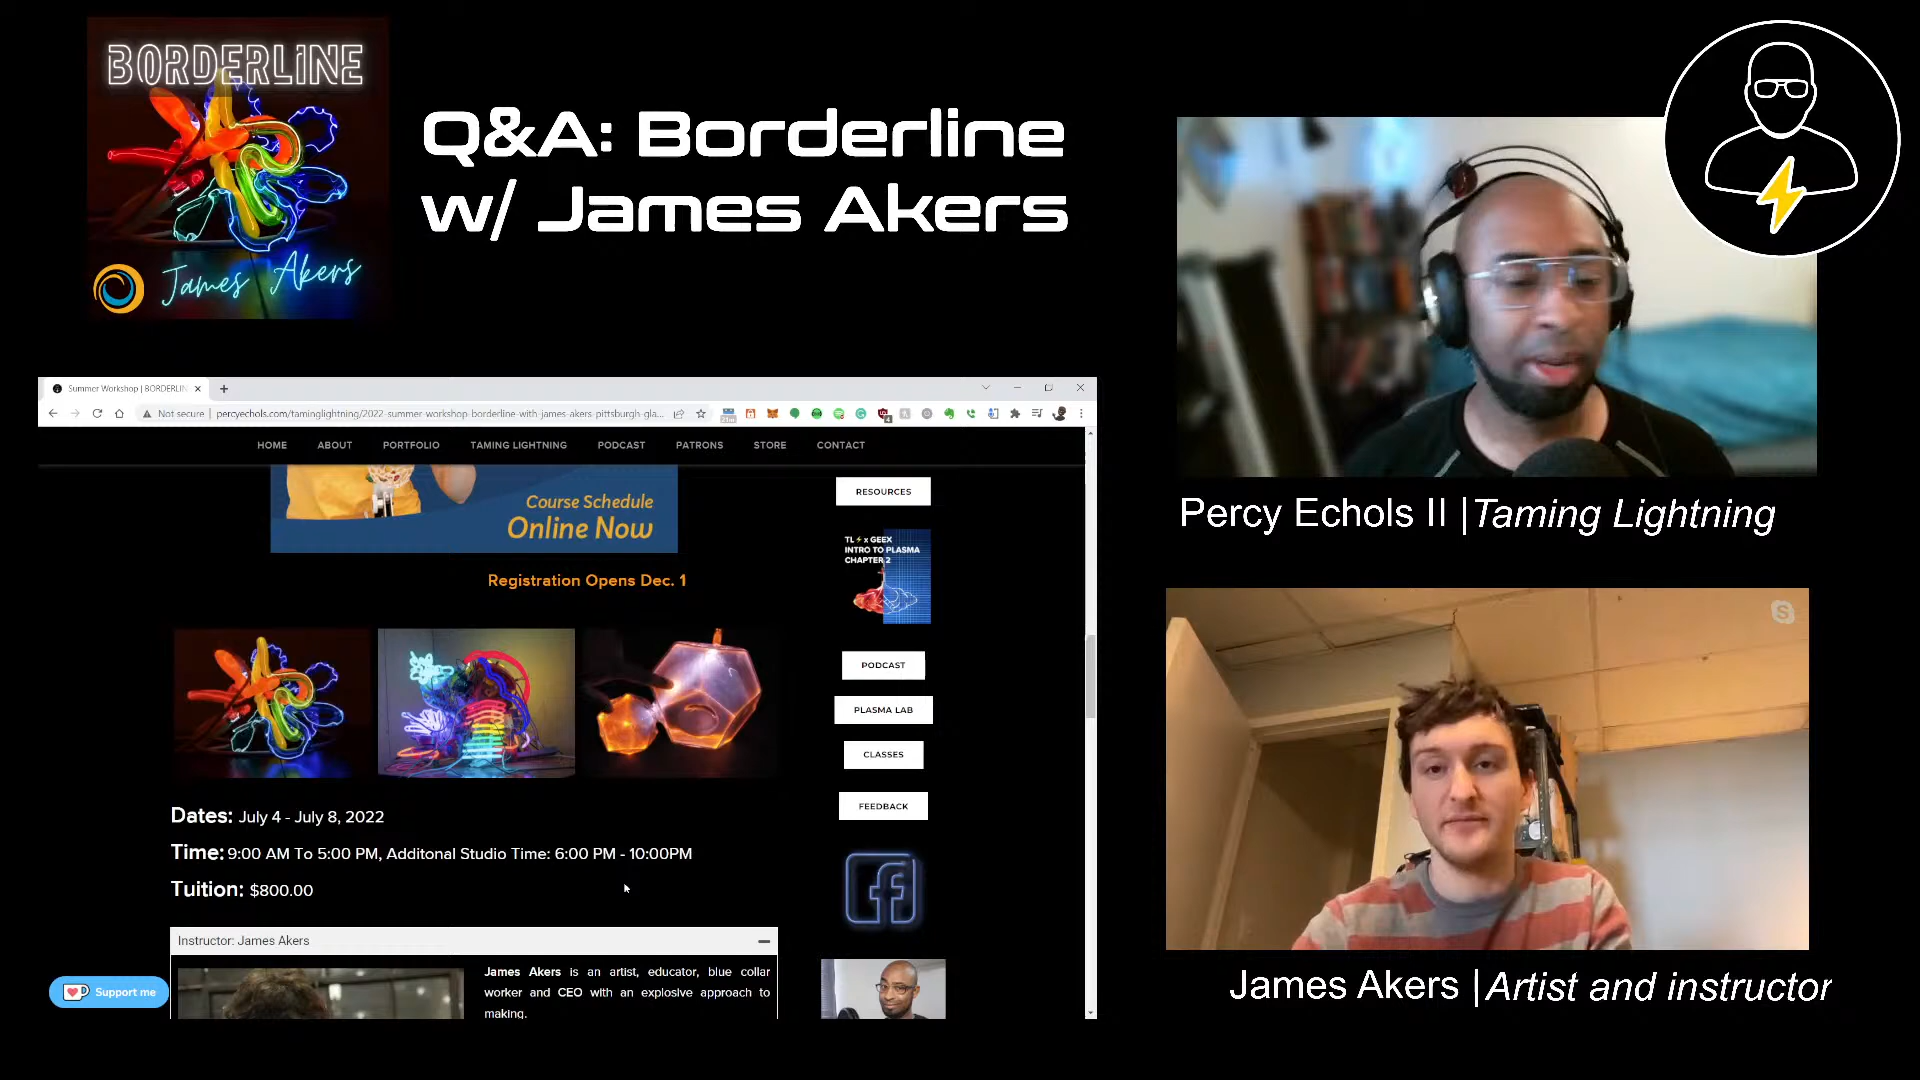 BORDERLINE
James Akers
Q&A: Borderline
w/ James Akers
Summer Workshop | BORDERLIN
Not secure | percyechols.com/taminglightning/2022-summer-workshop-borderline-with-james-akers-pittsburgh-gla...
HOME ABOUT PORTFOLIO TAMING LIGHTNING PODCAST PATRONS STORE CONTACT
Course Schedule
Online Now
Registration Opens Dec. 1
Dates: July 4 - July 8, 2022
Time: 9:00 AM To 5:00 PM, Additonal Studio Time: 6:00 PM - 10:00PM
Tuition: $800.00
Instructor: James Akers
James Akers is an artist, educator, blue collar
worker and CEO with an explosive approach to
making.
Support me
RESOURCES
TL⚡x GEEX
INTRO TO PLASMA
CHAPTER 2
PODCAST
PLASMA LAB
CLASSES
FEEDBACK
Percy Echols II | Taming Lightning
James Akers | Artist and instructor